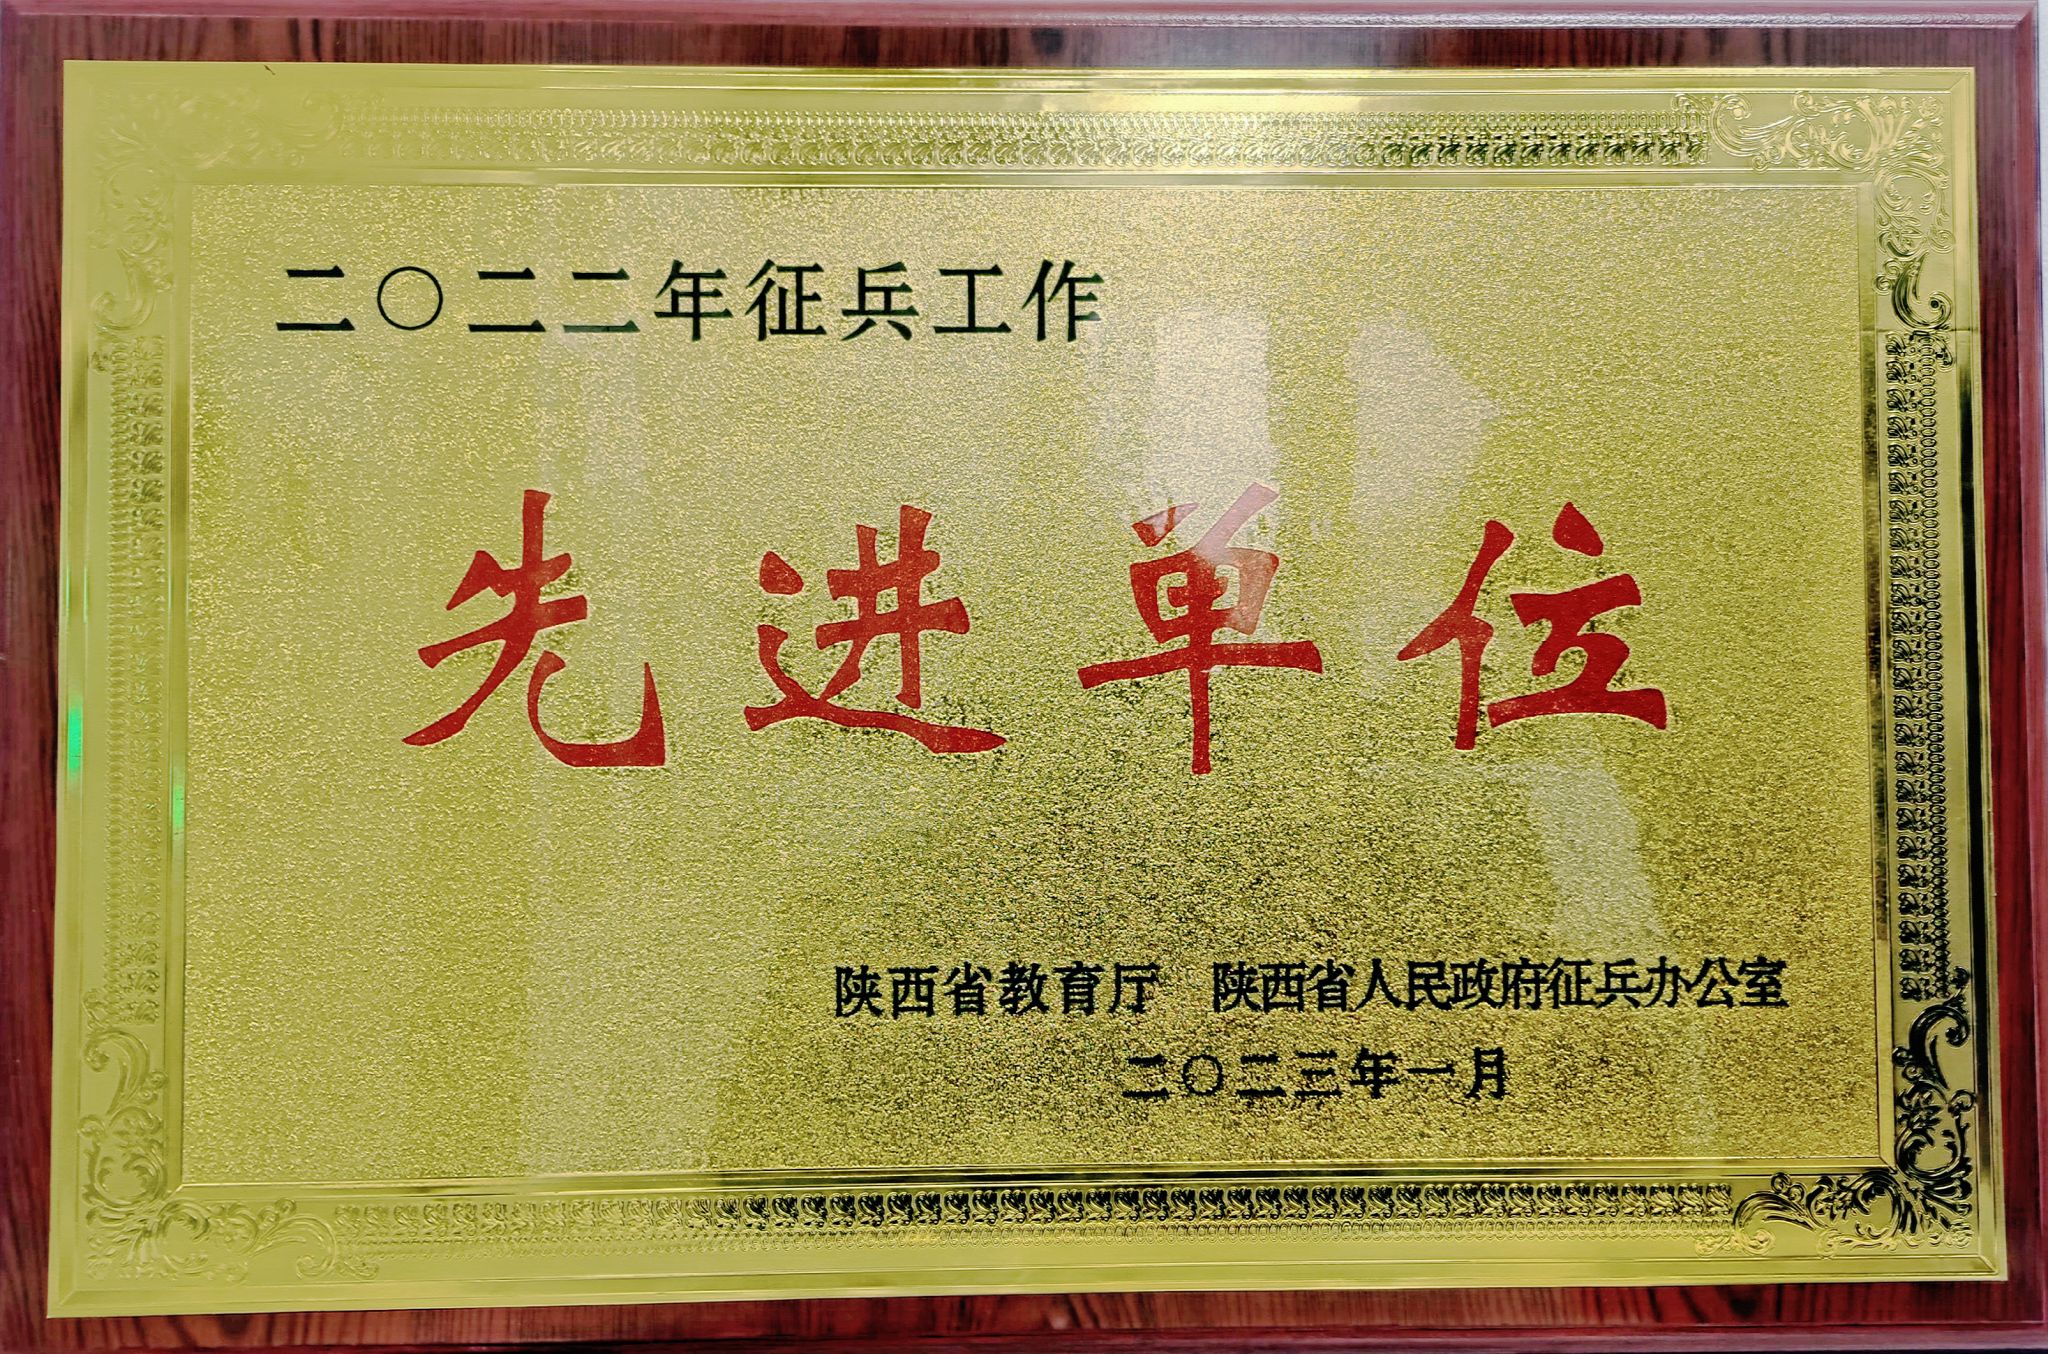 二〇二二年征兵工作
先进单位
陕西省教育厅 陕西省人民政府征兵办公室
二〇二三年一月